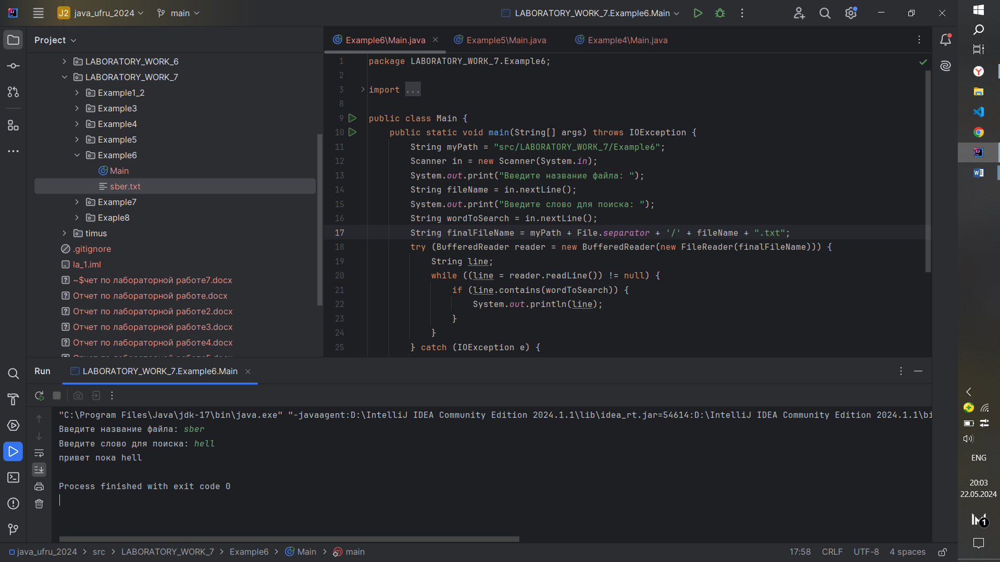 J2 java_ufru_2024 main LABORATORY_WORK_7.Example6.Main
Project
LABORATORY_WORK_6
LABORATORY_WORK_7
Example1_2
Example3
Example4
Example5
Example6
Main
sber.txt
Example7
Exaple8
timus
.gitignore
la_1.iml
~$чет по лабораторной работе7.docx
Отчет по лабораторной работе.docx
Отчет по лабораторной работе2.docx
Отчет по лабораторной работе3.docx
Отчет по лабораторной работе4.docx
Example6\Main.java Example5\Main.java Example4\Main.java
1 package LABORATORY_WORK_7.Example6;
2
3 import ...
8
9 public class Main {
10 public static void main(String[] args) throws IOException {
11 String myPath = "src/LABORATORY_WORK_7/Example6";
12 Scanner in = new Scanner(System.in);
13 System.out.print("Введите название файла: ");
14 String fileName = in.nextLine();
15 System.out.print("Введите слово для поиска: ");
16 String wordToSearch = in.nextLine();
17 String finalFileName = myPath + File.separator + '/' + fileName + ".txt";
18 try (BufferedReader reader = new BufferedReader(new FileReader(finalFileName))) {
19 String line;
20 while ((line = reader.readLine()) != null) {
21 if (line.contains(wordToSearch)) {
22 System.out.println(line);
23 }
24 }
25 } catch (IOException e) {
Run LABORATORY_WORK_7.Example6.Main
"C:\Program Files\Java\jdk-17\bin\java.exe" "-javaagent:D:\IntelliJ IDEA Community Edition 2024.1.1\lib\idea_rt.jar=54614:D:\IntelliJ IDEA Community Edition 2024.1.1\bi
Введите название файла: sber
Введите слово для поиска: hell
привет пока hell
Process finished with exit code 0
java_ufru_2024 > src > LABORATORY_WORK_7 > Example6 > Main > main
17:58 CRLF UTF-8 4 spaces
ENG
20:03
22.05.2024
1